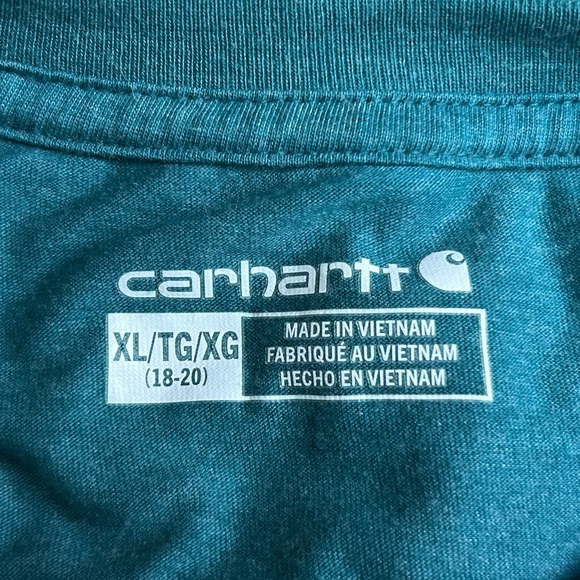 carhartt
XL/TG/XG
(18-20)
MADE IN VIETNAM
FABRIQUÉ AU VIETNAM
HECHO EN VIETNAM